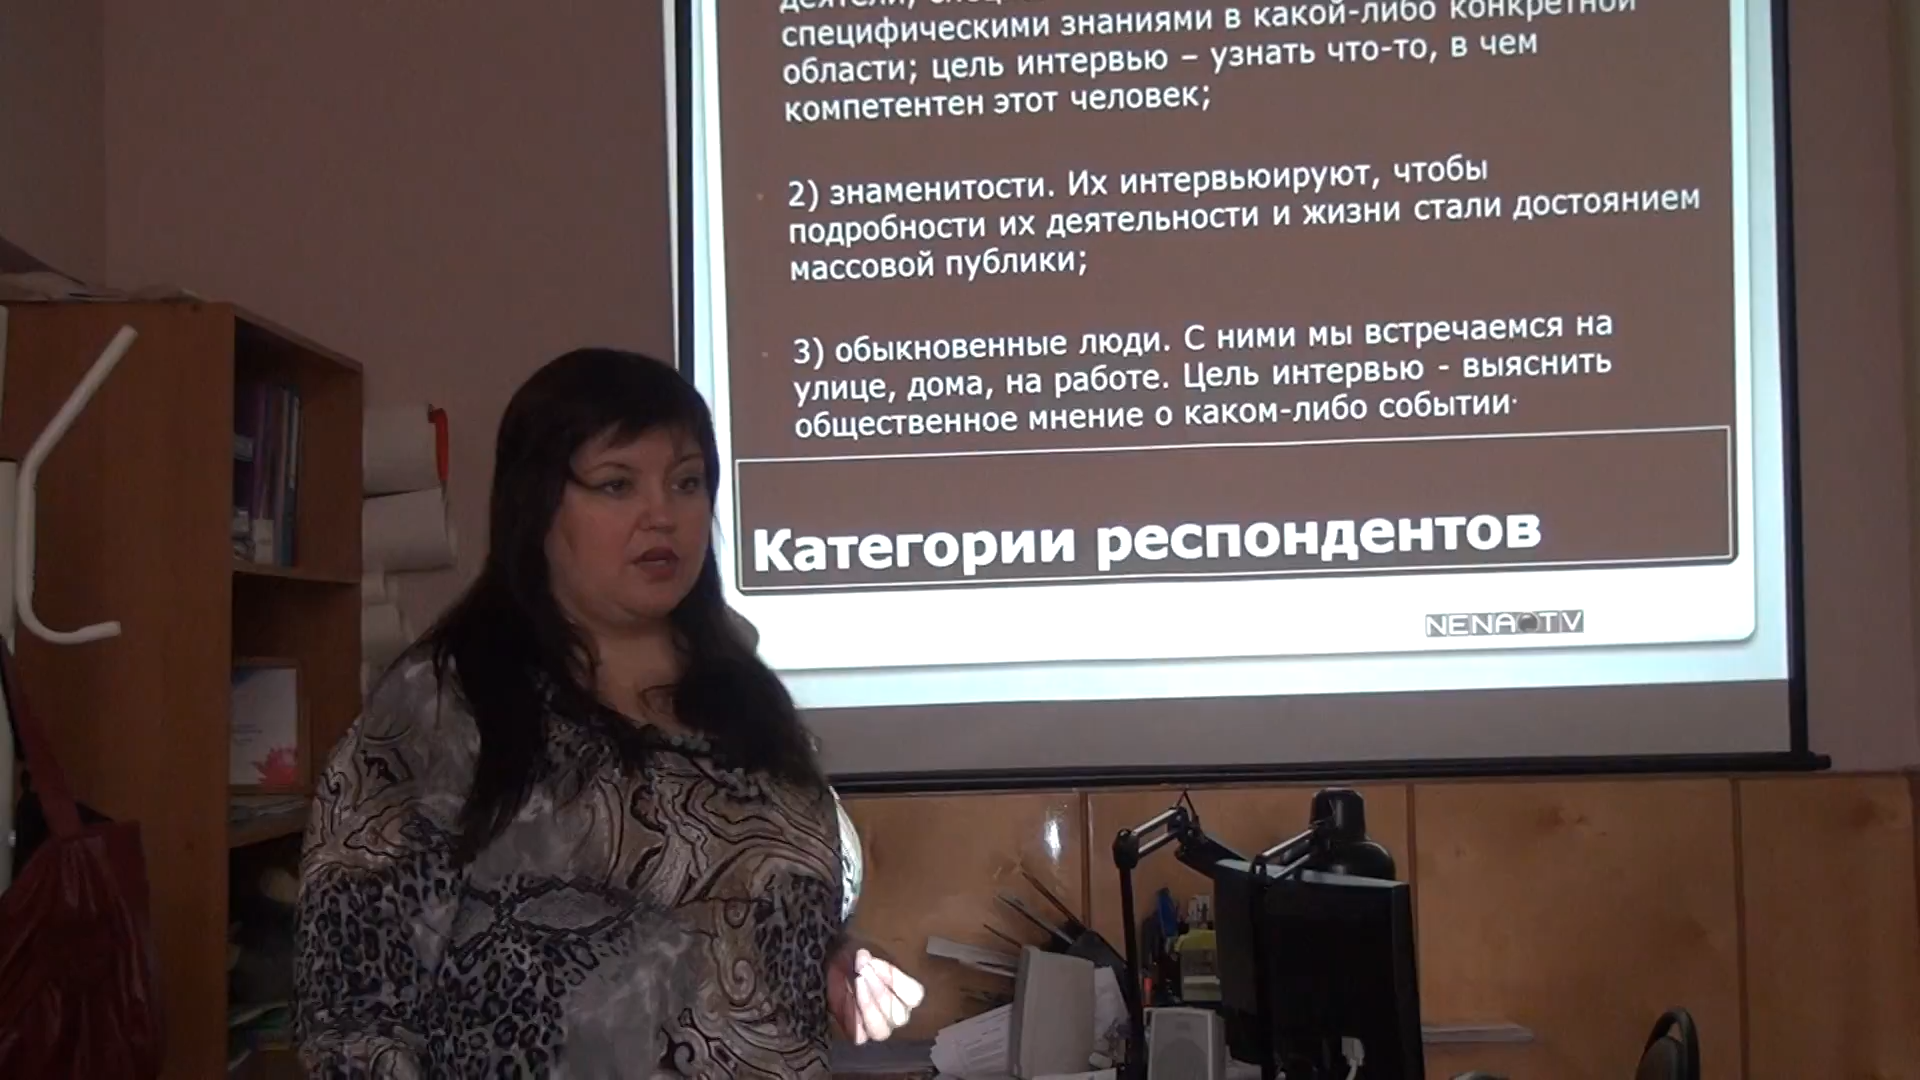 специфическими знаниями в какой-либо конкретной
области; цель интервью – узнать что-то, в чем
компетентен этот человек;
2) знаменитости. Их интервьюируют, чтобы
подробности их деятельности и жизни стали достоянием
массовой публики;
3) обыкновенные люди. С ними мы встречаемся на
улице, дома, на работе. Цель интервью - выяснить
общественное мнение о каком-либо событии.
Категории респондентов
NENA TV